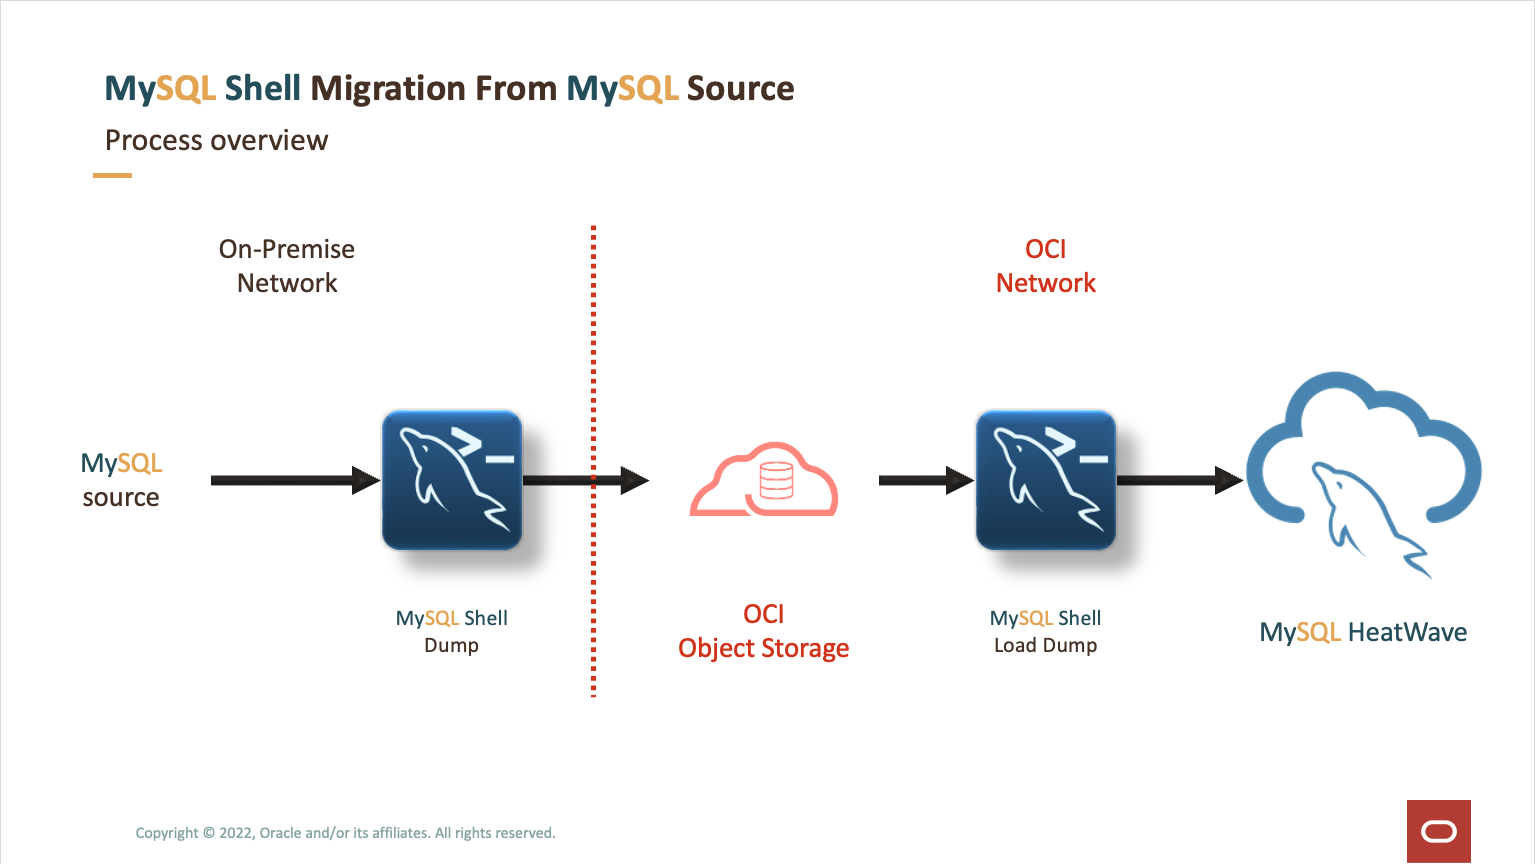 MySQL Shell Migration From MySQL Source
Process overview
On-Premise
Network
OCI
Network
MySQL
source
MySQL Shell
Dump
OCI
Object Storage
MySQL Shell
Load Dump
MySQL HeatWave
Copyright © 2022, Oracle and/or its affiliates. All rights reserved.